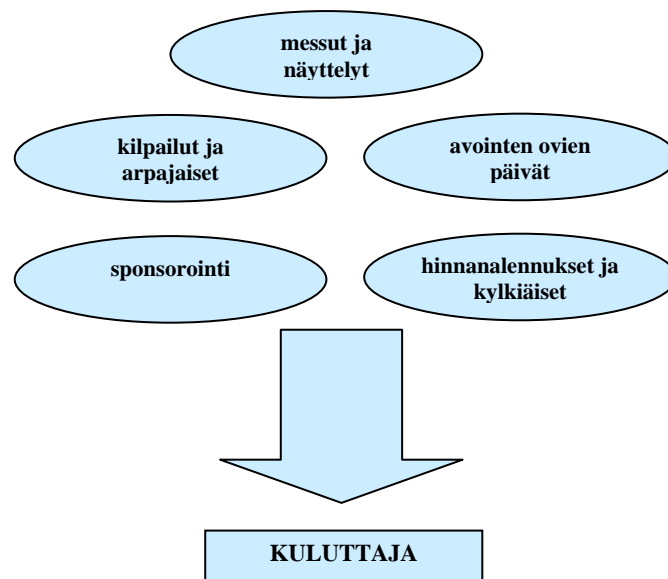 messut ja
näyttelyt
kilpailut ja
arpajaiset
avointen ovien
päivät
sponsorointi
hinnanalennukset ja
kylkiäiset
KULUTTAJA